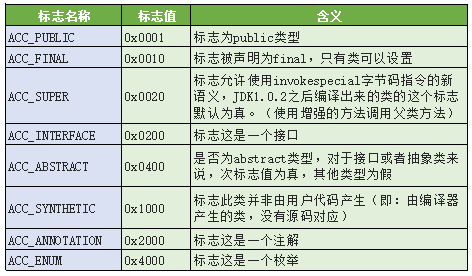 标志名称 标志值 含义
ACC_PUBLIC 0x0001 标志为public类型
ACC_FINAL 0x0010 标志被声明为final，只有类可以设置
标志允许使用invokespecial字节码指令的新
ACC_SUPER 0x0020 语义，JDK1.0.2之后编译出来的类的这个标志
默认为真。（使用增强的方法调用父类方法）
ACC_INTERFACE 0x0200 标志这是一个接口
是否为abstract类型，对于接口或者抽象类来
ACC_ABSTRACT 0x0400
说，次标志值为真，其他类型为假
标志此类并非由用户代码产生（即：由编译器
ACC_SYNTHETIC 0x1000
产生的类，没有源码对应）
ACC_ANNOTATION 0x2000 标志这是一个注解
ACC_ENUM 0x4000 标志这是一个枚举